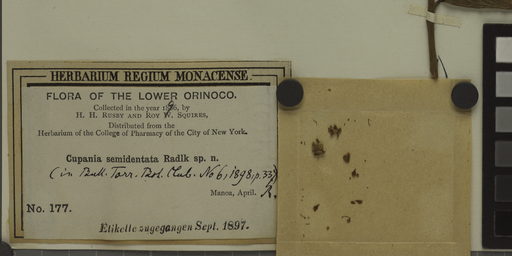 HERBARIUM REGIUM MONACENSE.
FLORA OF THE LOWER ORINOCO.
Collected in the year 1896, by
H. H. RUSBY AND ROY W. SQUIRES,
Distributed from the
Herbarium of the College of Pharmacy of the City of New York.
Cupania semidentata Radlk sp. n.
(in Bull. Torr. Bot. Club. No 6, 1898, p. 33)
Manoa, April. R.
No. 177.
Etikette zugegangen Sept. 1897.